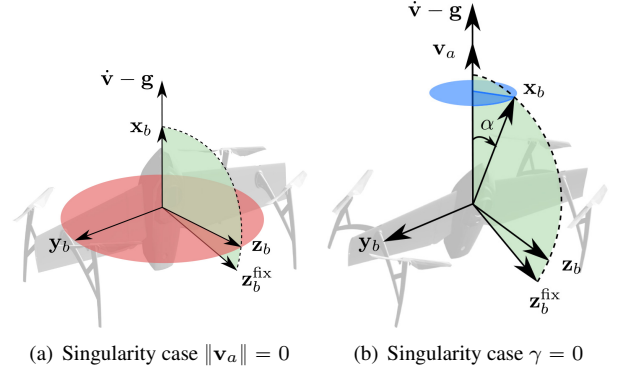 v̇ − g
x_b
y_b
z_b
z_b^fix
(a) Singularity case ‖v_a‖ = 0
v̇ − g
v_a
x_b
α
y_b
z_b
z_b^fix
(b) Singularity case γ = 0